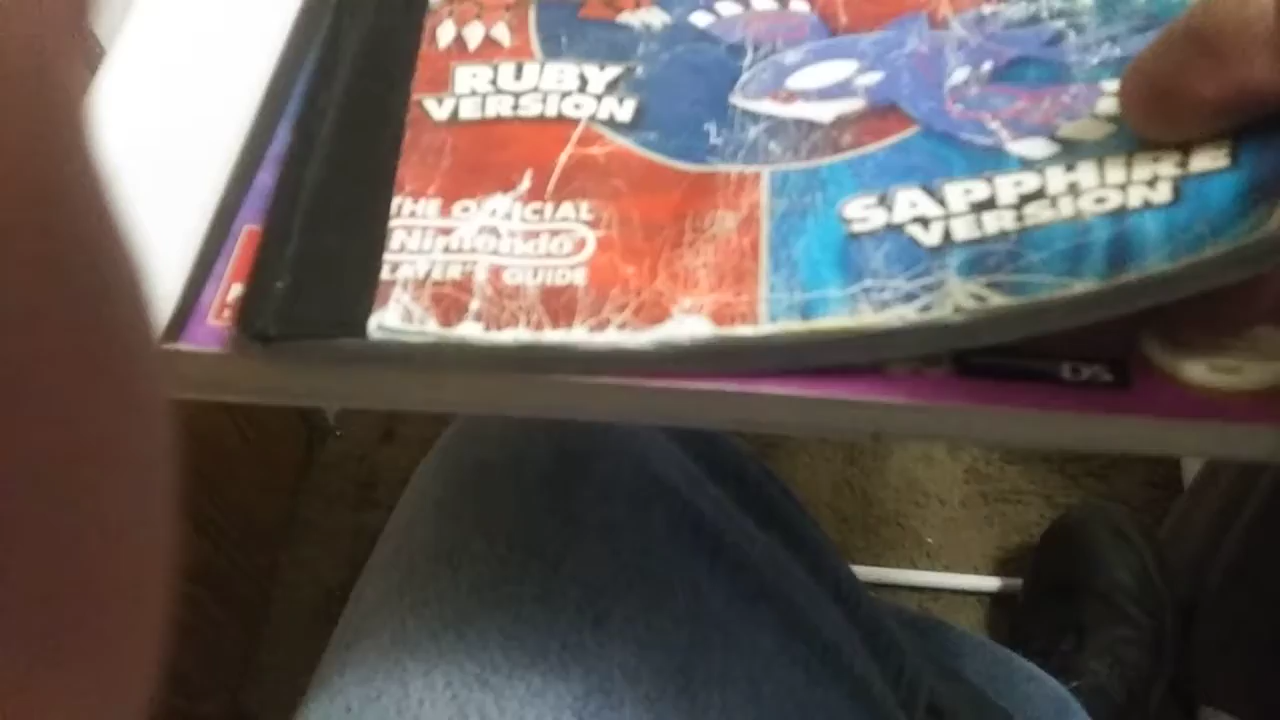 RUBY
VERSION
THE OFFICIAL
Nintendo
PLAYER'S GUIDE
SAPPHIRE
VERSION
DS